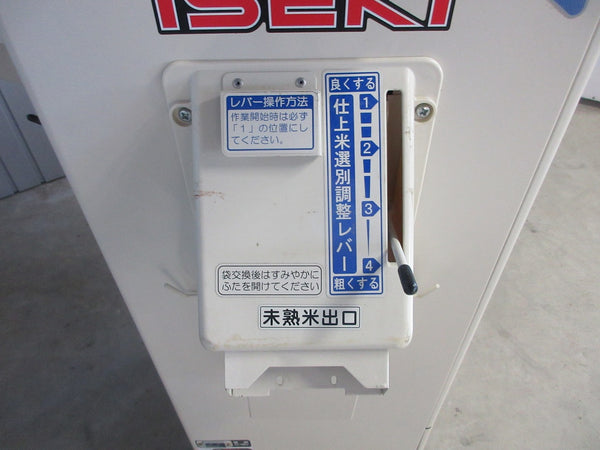 ISEKI
レバー操作方法
作業開始時は必ず
「1」の位置にし
てください。
良くする
仕上米選別調整レバー
1
2
3
4
粗くする
袋交換後はすみやかに
ふたを開けてください
未熟米出口